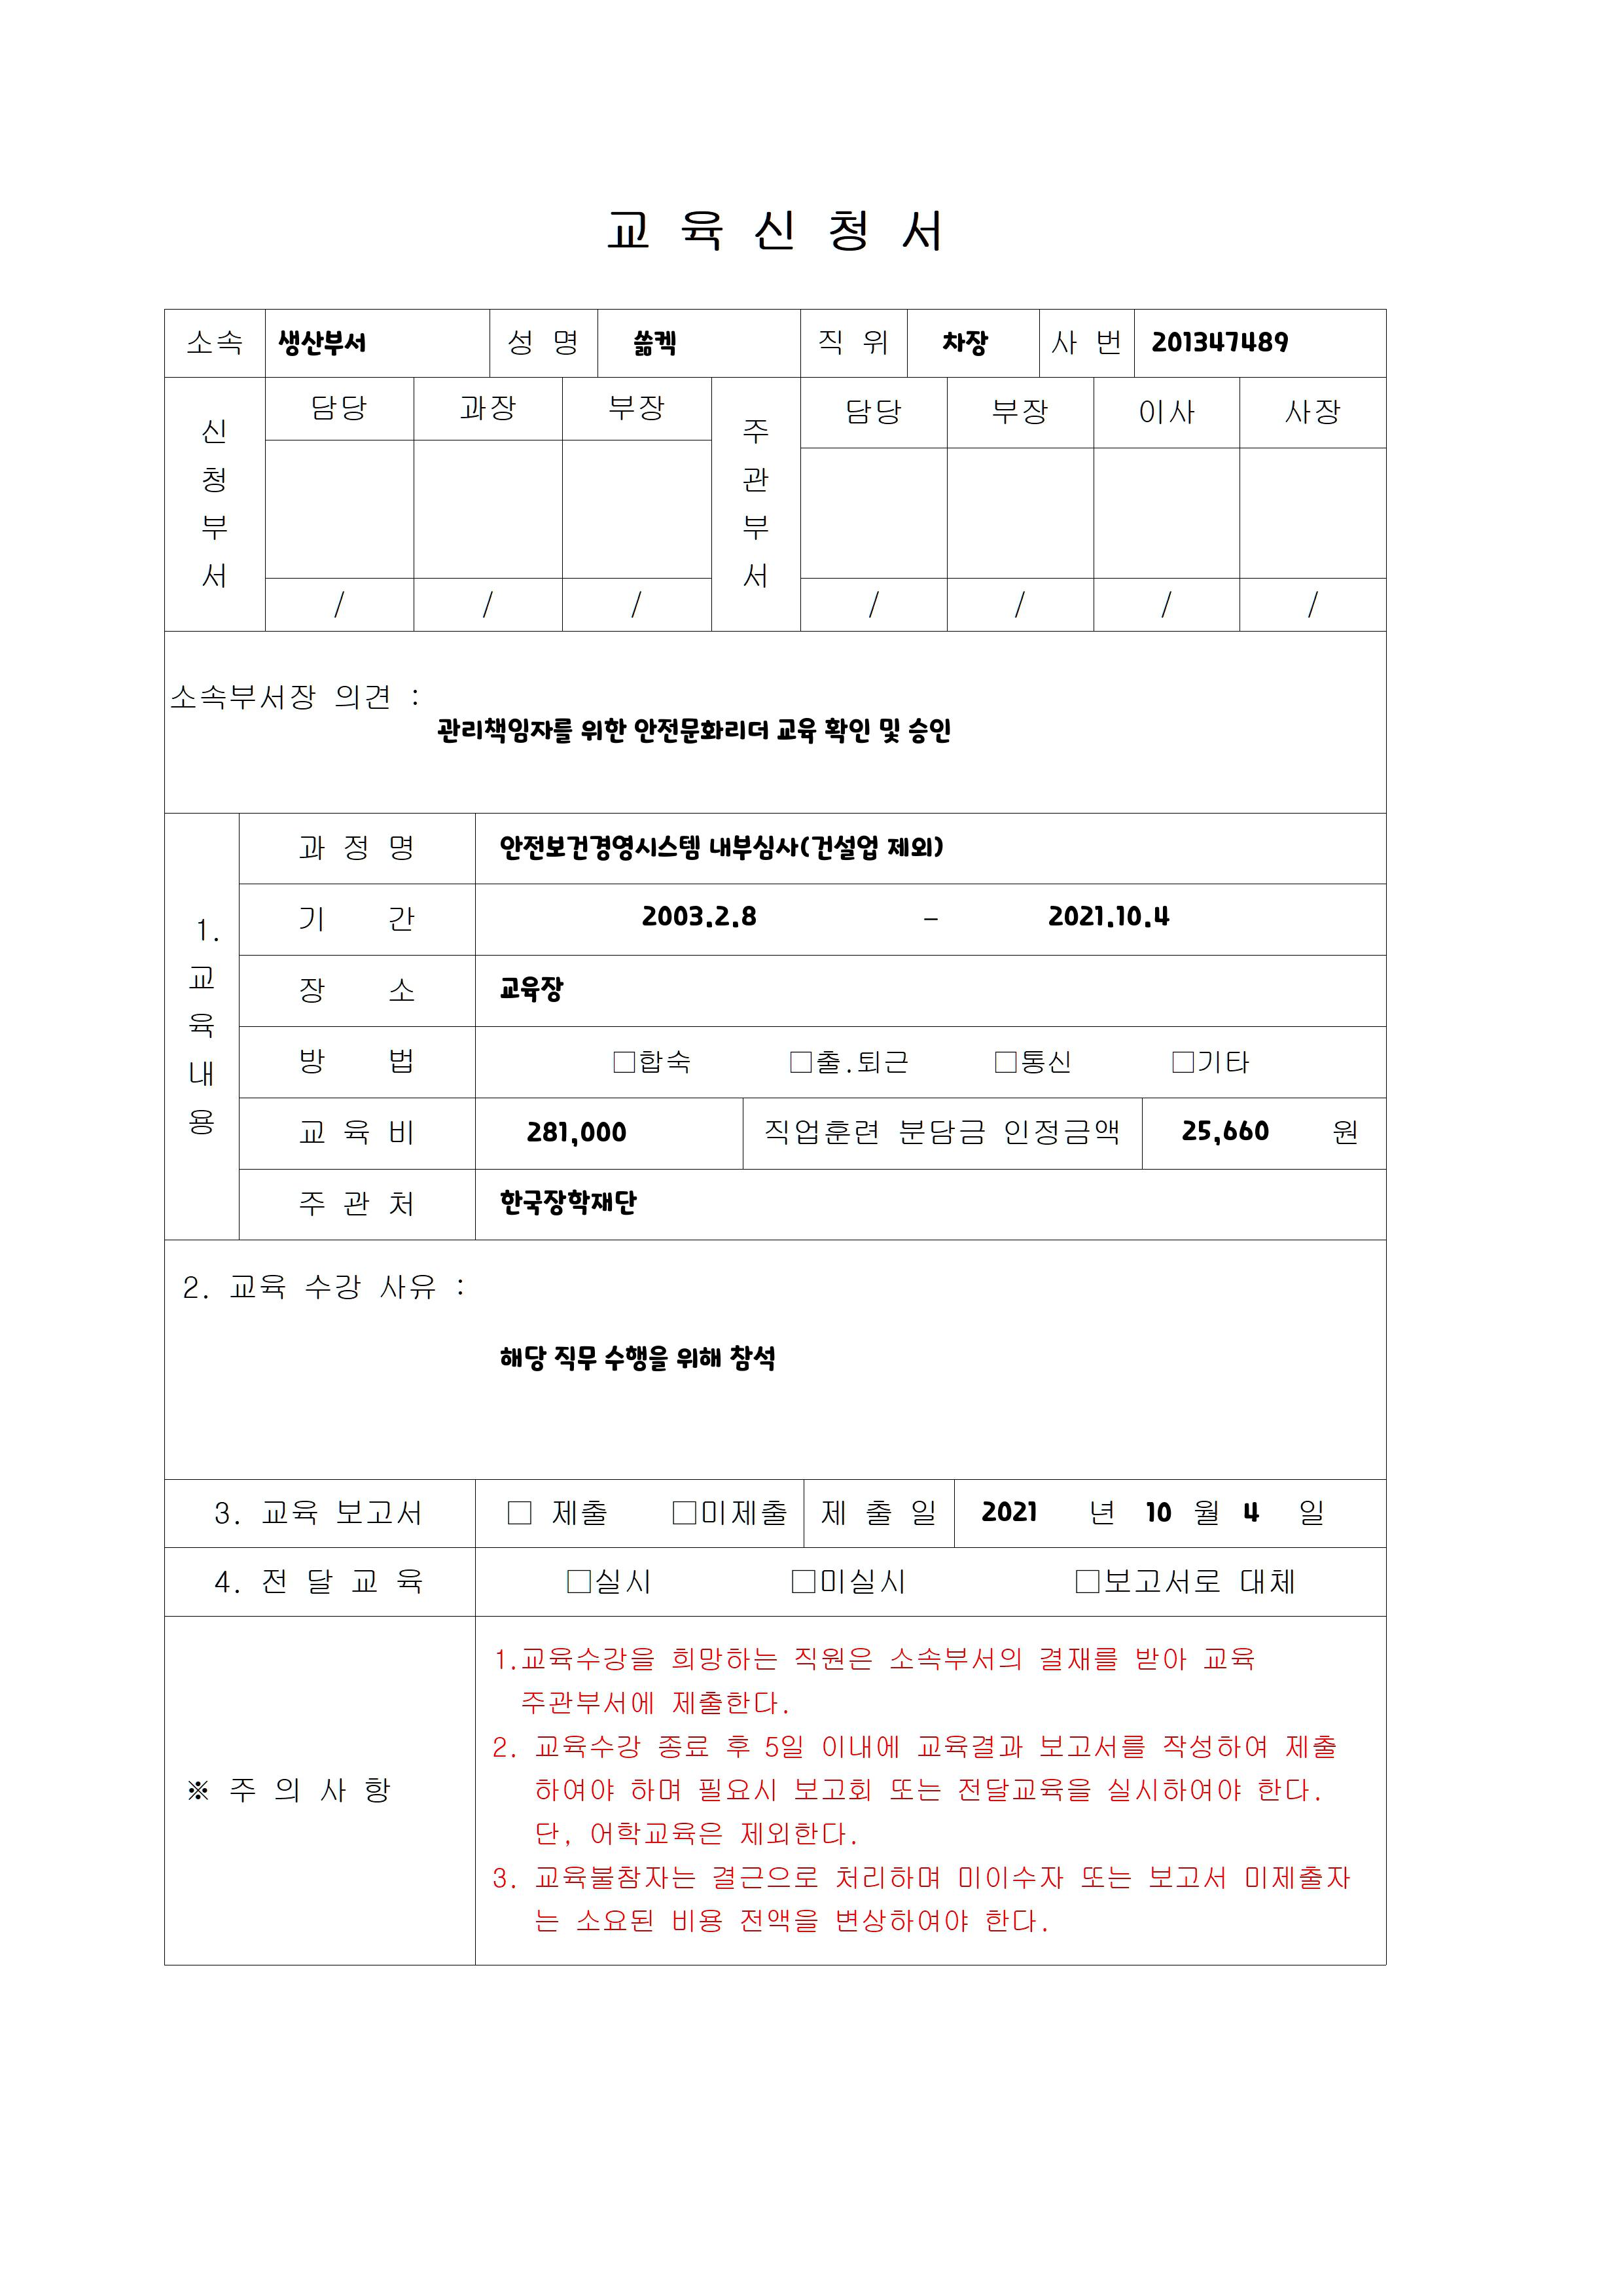 교 육 신 청 서
소속 생산부서 성 명 쏢켁 직 위 차장 사 번 201347489
신청부서 담당 과장 부장 주관부서 담당 부장 이사 사장
/ / / / / / /
소속부서장 의견 :
관리책임자를 위한 안전문화리더 교육 확인 및 승인
1. 교육내용
과 정 명 안전보건경영시스템 내부심사(건설업 제외)
기 간 2003.2.8 – 2021.10.4
장 소 교육장
방 법 □합숙 □출.퇴근 □통신 □기타
교 육 비 281,000 직업훈련 분담금 인정금액 25,660 원
주 관 처 한국장학재단
2. 교육 수강 사유 :
해당 직무 수행을 위해 참석
3. 교육 보고서 □ 제출 □미제출 제 출 일 2021 년 10 월 4 일
4. 전 달 교 육 □실시 □미실시 □보고서로 대체
※ 주 의 사 항
1.교육수강을 희망하는 직원은 소속부서의 결재를 받아 교육
주관부서에 제출한다.
2. 교육수강 종료 후 5일 이내에 교육결과 보고서를 작성하여 제출
하여야 하며 필요시 보고회 또는 전달교육을 실시하여야 한다.
단, 어학교육은 제외한다.
3. 교육불참자는 결근으로 처리하며 미이수자 또는 보고서 미제출자
는 소요된 비용 전액을 변상하여야 한다.